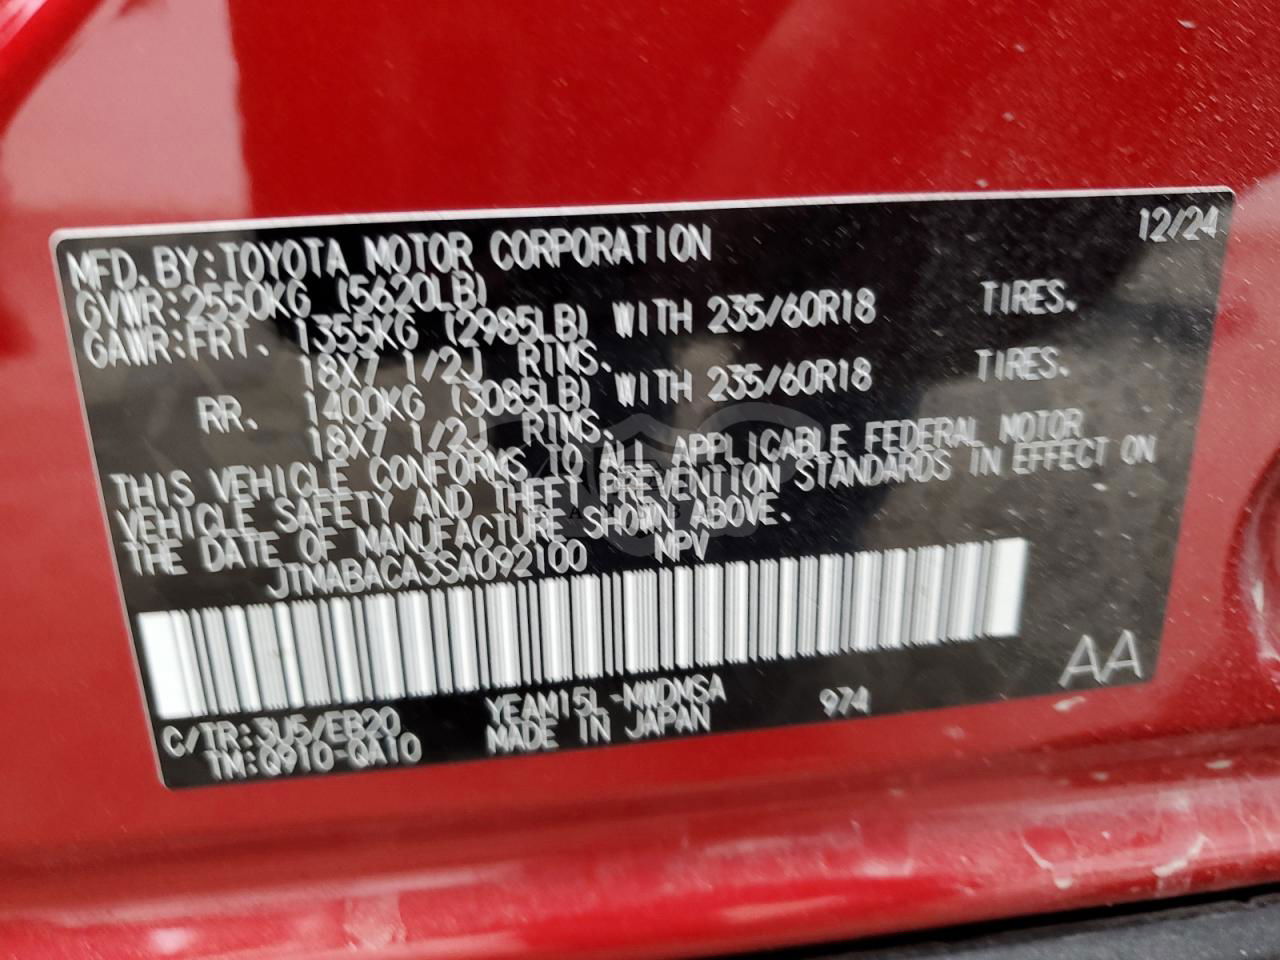 12/24
MFD. BY: TOYOTA MOTOR CORPORATION
GVWR: 2550KG (5620LB)
GAWR: FRT. 1355KG (2985LB) WITH 235/60R18 TIRES.
18X7 1/2J RIMS.
RR. 1400KG (3085LB) WITH 235/60R18 TIRES.
18X7 1/2J RIMS.
THIS VEHICLE CONFORMS TO ALL APPLICABLE FEDERAL MOTOR
VEHICLE SAFETY AND THEFT PREVENTION STANDARDS IN EFFECT ON
THE DATE OF MANUFACTURE SHOWN ABOVE.
JTMABACA3SA092100 MPV
AA
C/TR: 3U5/EB20 YEAM15L-MWDNSA 974
TM: Q910-QA10 MADE IN JAPAN